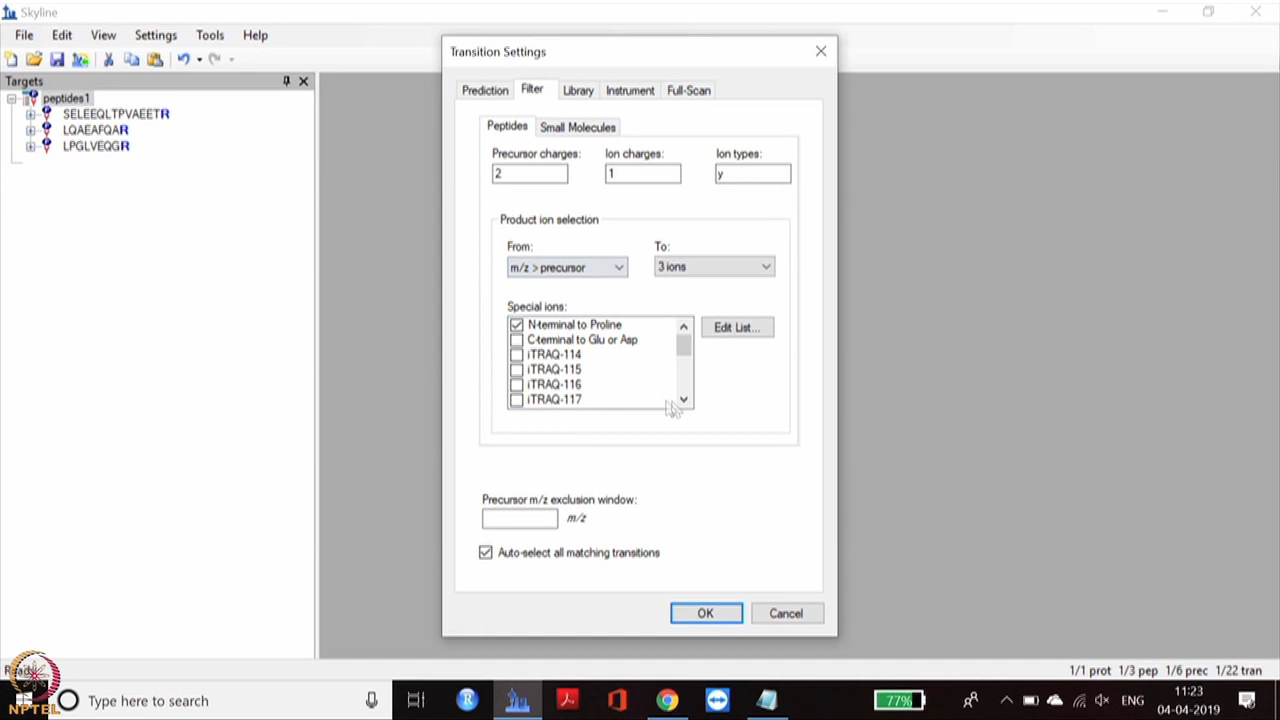 Skyline
File Edit View Settings Tools Help
Targets
peptides1
SELEEQLTPVAEETR
LQAEAFQAR
LPGLVEQGR
Transition Settings
Prediction Filter Library Instrument Full-Scan
Peptides Small Molecules
Precursor charges: Ion charges: Ion types:
2 1 y
Product ion selection
From: To:
m/z > precursor 3 ions
Special ions:
N-terminal to Proline Edit List...
C-terminal to Glu or Asp
iTRAQ-114
iTRAQ-115
iTRAQ-116
iTRAQ-117
Precursor m/z exclusion window:
m/z
Auto-select all matching transitions
OK Cancel
1/1 prot 1/3 pep 1/6 prec 1/22 tran
Type here to search 77% ENG 11:23
04-04-2019
NPTEL